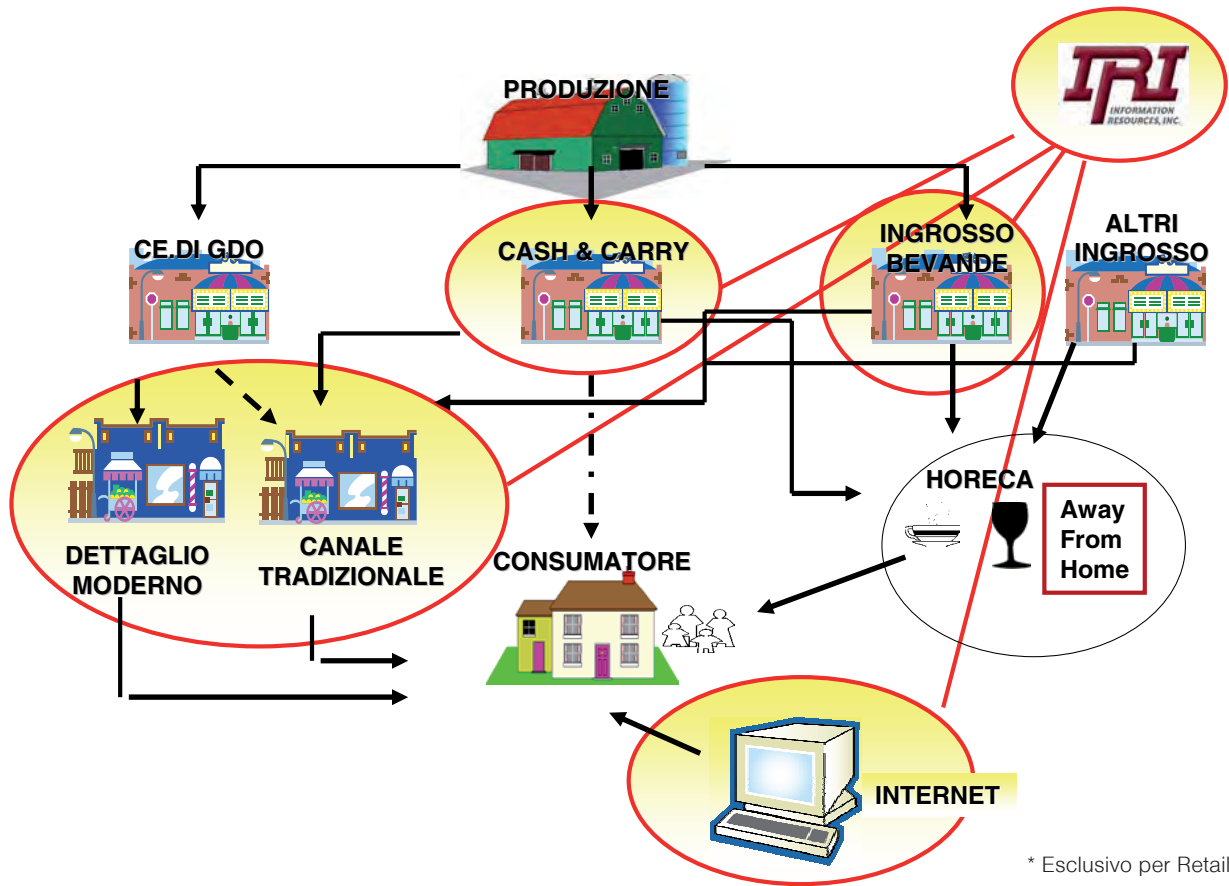 IRI
INFORMATION
RESOURCES, INC.
PRODUZIONE
CE.DI GDO
CASH & CARRY
INGROSSO
BEVANDE
ALTRI
INGROSSO
DETTAGLIO
MODERNO
CANALE
TRADIZIONALE
CONSUMATORE
HORECA
Away
From
Home
INTERNET
* Esclusivo per Retail